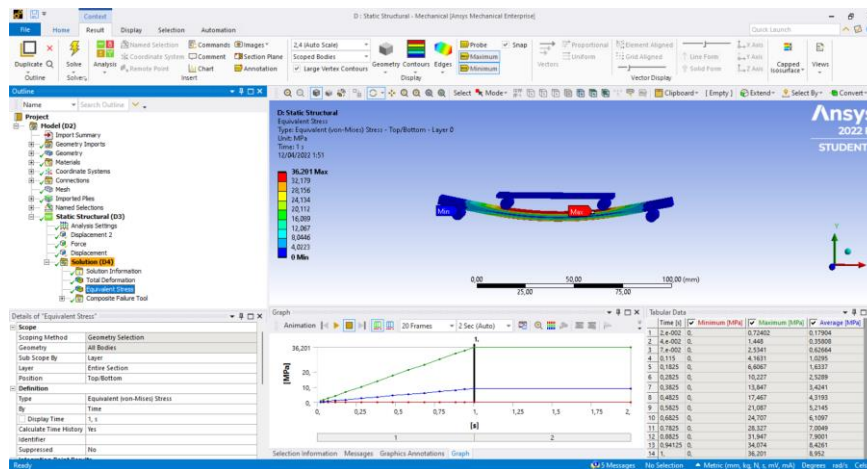 D : Static Structural - Mechanical [Ansys Mechanical Enterprise]
Context
File Home Result Display Selection Automation
Quick Launch
Duplicate Q Solve Analysis
Named Selection Commands Images
Coordinate System Comment Section Plane
Remote Point Chart Annotation
2,4 (Auto Scale)
Scoped Bodies
Large Vertex Contours
Geometry Contours Edges
Probe Snap
Maximum
Minimum
Vectors
Proportional
Uniform
Element Aligned
Grid Aligned
Line Form
Solid Form
X Axis
Y Axis
Z Axis
Capped Isosurface
Views
Outline Solver Insert Display Vector Display
Outline
Name Search Outline
Select Mode Clipboard [Empty] Extend Select By Convert
Project
Model (D2)
Import Summary
Geometry Imports
Geometry
Materials
Coordinate Systems
Connections
Mesh
Imported Plies
Named Selections
Static Structural (D3)
Analysis Settings
Displacement 2
Force
Displacement
Solution (D4)
Solution Information
Total Deformation
Equivalent Stress
Composite Failure Tool
D: Static Structural
Equivalent Stress
Type: Equivalent (von-Mises) Stress - Top/Bottom - Layer 0
Unit: MPa
Time: 1 s
12/04/2022 1:51
36,201 Max
32,179
28,156
24,134
20,112
16,089
12,067
8,0446
4,0223
0 Min
Min
Max
Ansys
2022
STUDENT
Y
0,00 50,00 100,00 (mm)
25,00 75,00
Details of "Equivalent Stress"
Scope
Scoping Method Geometry Selection
Geometry All Bodies
Sub Scope By Layer
Layer Entire Section
Position Top/Bottom
Definition
Type Equivalent (von-Mises) Stress
By Time
Display Time 1, s
Calculate Time History Yes
Identifier
Suppressed No
Integration Point Results
Graph
Animation 20 Frames 2 Sec (Auto)
1,
36,201
20,
10,
0,
[MPa]
0, 0,25 0,5 0,75 1, 1,25 1,5 1,75 2,
[s]
1 2
Selection Information Messages Graphics Annotations Graph
Tabular Data
Time [s] Minimum [MPa] Maximum [MPa] Average [MPa]
1 2,e-002 0, 0,72402 0,17904
2 4,e-002 0, 1,448 0,35808
3 7,e-002 0, 2,5341 0,62664
4 0,115 0, 4,1631 1,0295
5 0,1825 0, 6,6067 1,6337
6 0,2825 0, 10,227 2,5289
7 0,3825 0, 13,847 3,4241
8 0,4825 0, 17,467 4,3193
9 0,5825 0, 21,087 5,2145
10 0,6825 0, 24,707 6,1097
11 0,7825 0, 28,327 7,0049
12 0,8825 0, 31,947 7,9001
13 0,94125 0, 34,074 8,4261
14 1, 0, 36,201 8,952
Ready
5 Messages No Selection Metric (mm, kg, N, s, mV, mA) Degrees rad/s